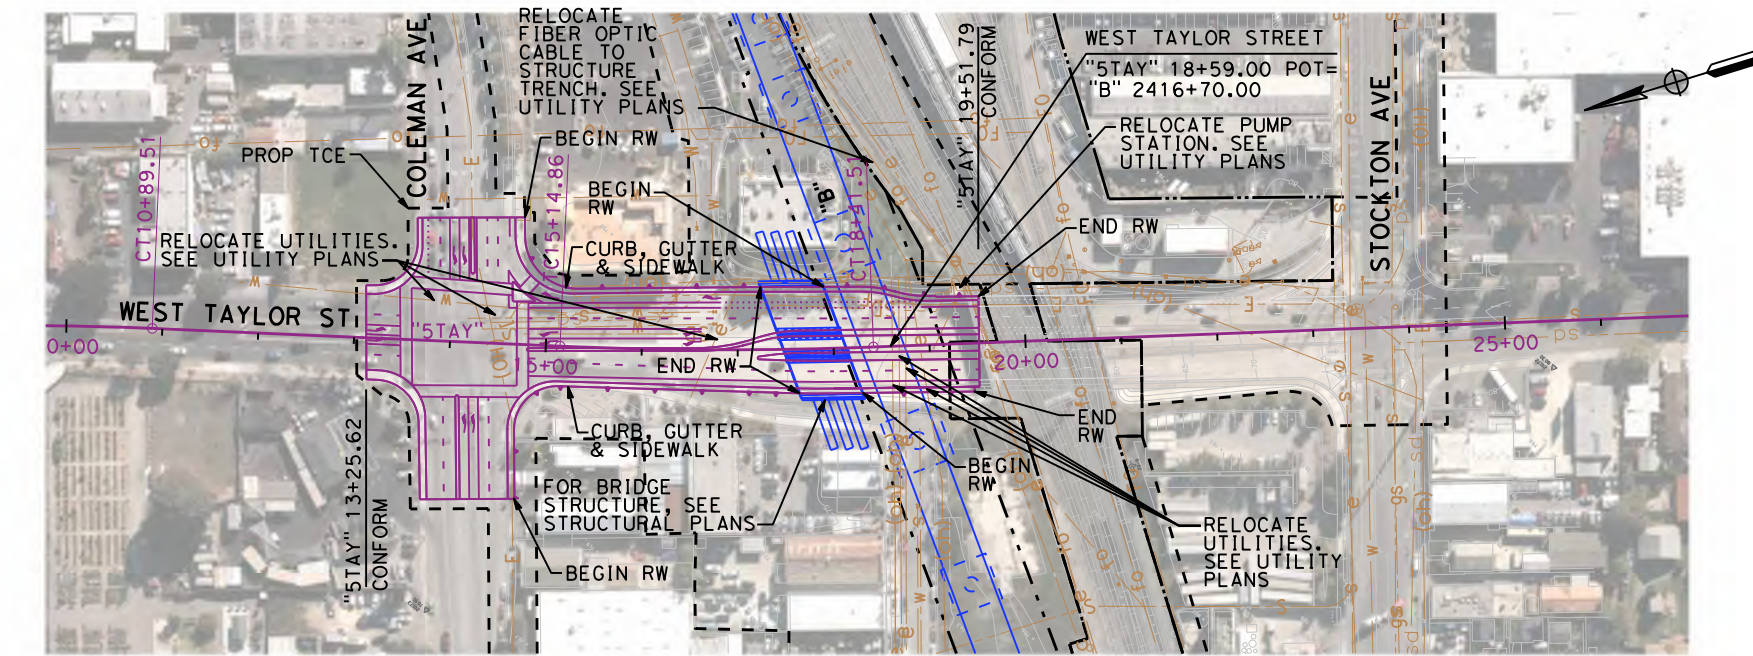 RELOCATE
FIBER OPTIC
CABLE TO
STRUCTURE
TRENCH. SEE
UTILITY PLANS
COLEMAN AVE
BEGIN RW
PROP TCE
CT10+89.51
CT15+14.86
BEGIN
RW
"B"
CT18+41.51
"5TAY" 19+51.79
CONFORM
WEST TAYLOR STREET
"5TAY" 18+59.00 POT=
"B" 2416+70.00
RELOCATE PUMP
STATION. SEE
UTILITY PLANS
STOCKTON AVE
END RW
RELOCATE UTILITIES.
SEE UTILITY PLANS
CURB, GUTTER
& SIDEWALK
WEST TAYLOR ST
"5TAY"
0+00
15+00
20+00
25+00
END RW
END
RW
CURB, GUTTER
& SIDEWALK
BEGIN
RW
FOR BRIDGE
STRUCTURE, SEE
STRUCTURAL PLANS
BEGIN RW
"5TAY" 13+25.62
CONFORM
RELOCATE
UTILITIES.
SEE UTILITY
PLANS